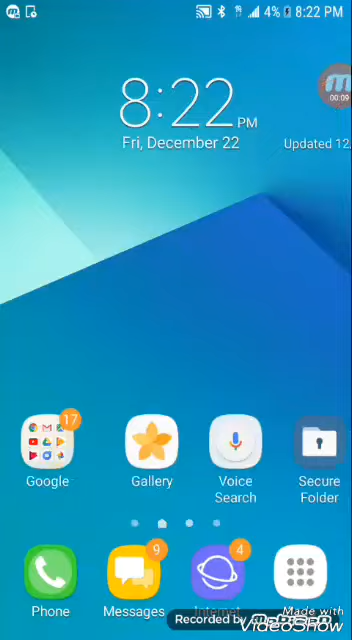 4% 8:22 PM
8:22 PM
00:09
Fri, December 22
Updated 12
17
Google
Gallery
Voice
Search
Secure
Folder
9
4
Phone
Messages
Internet
Made with
Recorded by
VideoShow